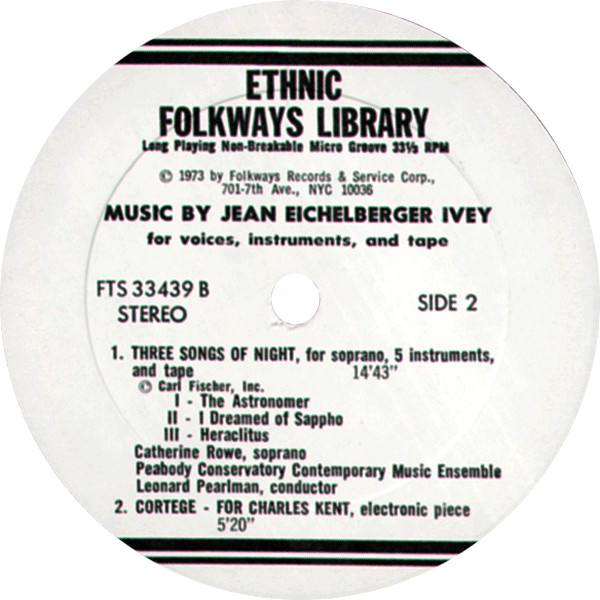 ETHNIC
FOLKWAYS LIBRARY
Long Playing Non-Breakable Micro Groove 33⅓ RPM
© 1973 by Folkways Records & Service Corp.,
701-7th Ave., NYC 10036
MUSIC BY JEAN EICHELBERGER IVEY
for voices, instruments, and tape
FTS 33439 B
STEREO
SIDE 2
1. THREE SONGS OF NIGHT, for soprano, 5 instruments,
and tape 14'43"
© Carl Fischer, Inc.
I - The Astronomer
II - I Dreamed of Sappho
III - Heraclitus
Catherine Rowe, soprano
Peabody Conservatory Contemporary Music Ensemble
Leonard Pearlman, conductor
2. CORTEGE - FOR CHARLES KENT, electronic piece
5'20"